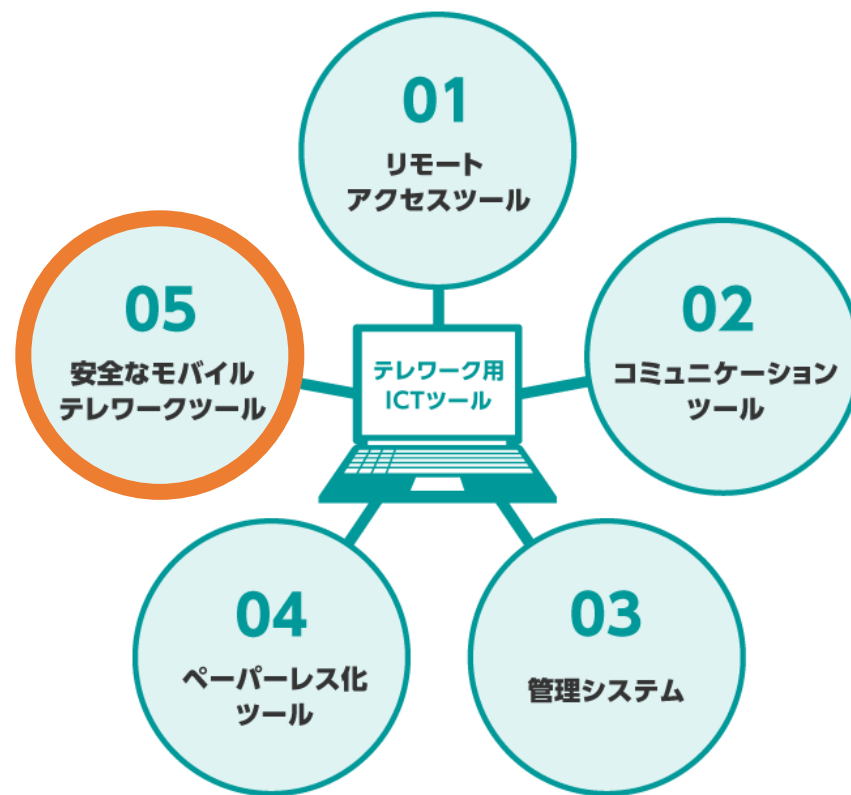 01
リモート
アクセスツール
02
コミュニケーション
ツール
03
管理システム
04
ペーパーレス化
ツール
05
安全なモバイル
テレワークツール
テレワーク用
ICTツール